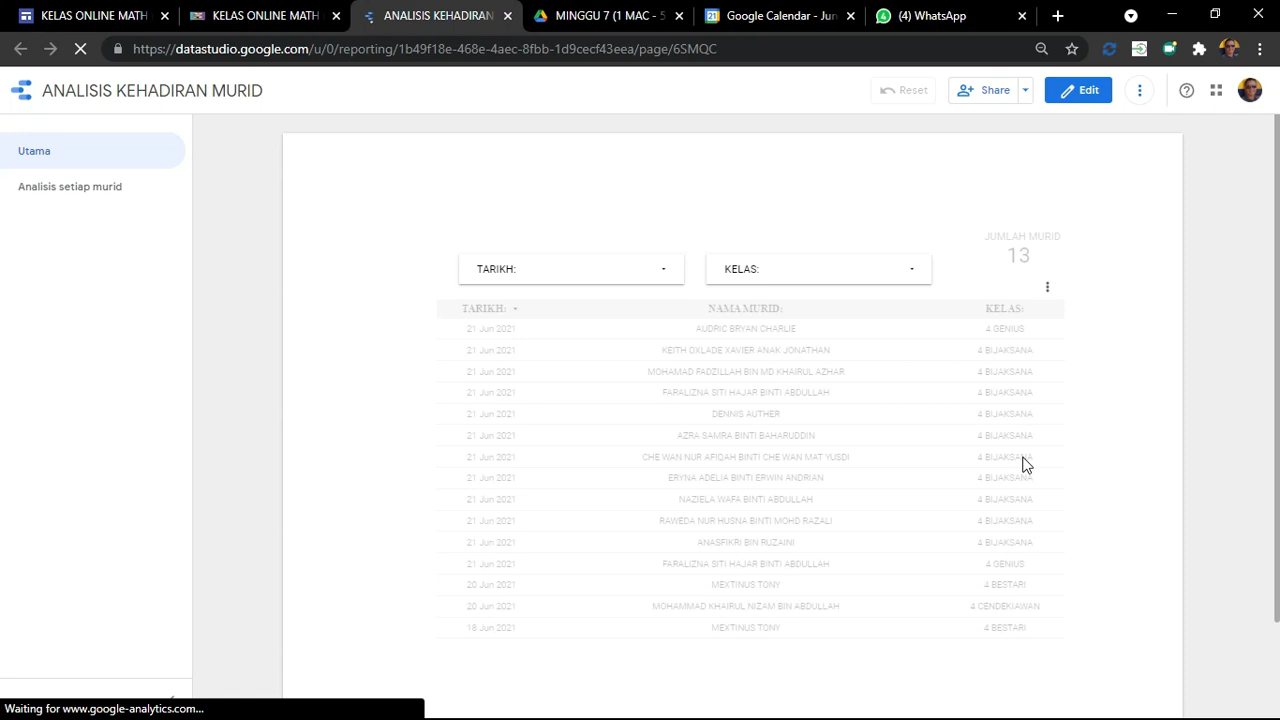 KELAS ONLINE MATH
KELAS ONLINE MATH
ANALISIS KEHADIRAN
MINGGU 7 (1 MAC - 5
Google Calendar - Jun
(4) WhatsApp
https://datastudio.google.com/u/0/reporting/1b49f18e-468e-4aec-8fbb-1d9cecf43eea/page/6SMQC
ANALISIS KEHADIRAN MURID
Reset
Share
Edit
Utama
Analisis setiap murid
JUMLAH MURID
13
TARIKH:
KELAS:
TARIKH: NAMA MURID: KELAS:
21 Jun 2021 AUDRIC BRYAN CHARLIE 4 GENIUS
21 Jun 2021 KEITH OXLADE XAVIER ANAK JONATHAN 4 BIJAKSANA
21 Jun 2021 MOHAMAD FADZILLAH BIN MD KHAIRUL AZHAR 4 BIJAKSANA
21 Jun 2021 FARALIZNA SITI HAJAR BINTI ABDULLAH 4 BIJAKSANA
21 Jun 2021 DENNIS AUTHER 4 BIJAKSANA
21 Jun 2021 AZRA SAMRA BINTI BAHARUDDIN 4 BIJAKSANA
21 Jun 2021 CHE WAN NUR AFIQAH BINTI CHE WAN MAT YUSDI 4 BIJAKSANA
21 Jun 2021 ERYNA ADELIA BINTI ERWIN ANDRIAN 4 BIJAKSANA
21 Jun 2021 NAZIELA WAFA BINTI ABDULLAH 4 BIJAKSANA
21 Jun 2021 RAWEDA NUR HUSNA BINTI MOHD RAZALI 4 BIJAKSANA
21 Jun 2021 ANASFIKRI BIN RUZAINI 4 BIJAKSANA
21 Jun 2021 FARALIZNA SITI HAJAR BINTI ABDULLAH 4 GENIUS
20 Jun 2021 MEXTINUS TONY 4 BESTARI
20 Jun 2021 MOHAMMAD KHAIRUL NIZAM BIN ABDULLAH 4 CENDEKIAWAN
18 Jun 2021 MEXTINUS TONY 4 BESTARI
Waiting for www.google-analytics.com...